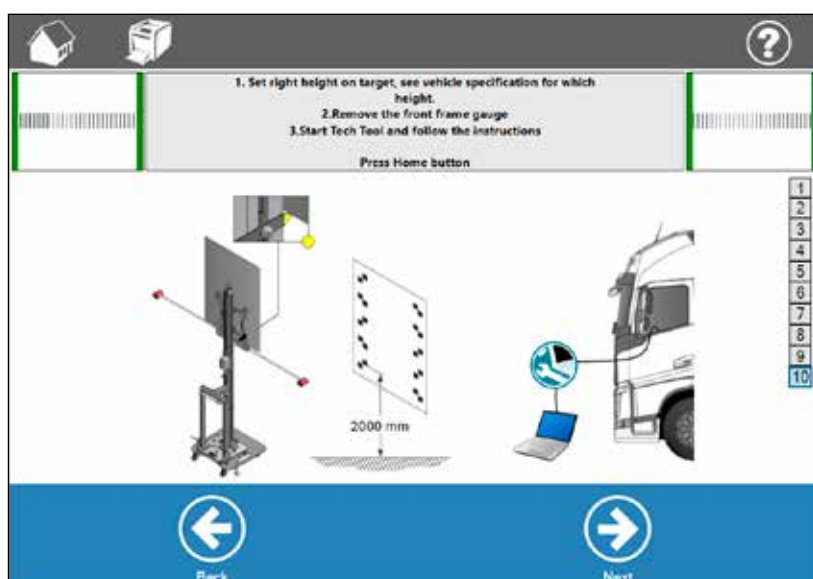 ?
1. Set right height on target, see vehicle specification for which
height.
2.Remove the front frame gauge
3.Start Tech Tool and follow the instructions
Press Home button
1
2
3
4
5
6
7
8
9
10
2000 mm
Back
Next